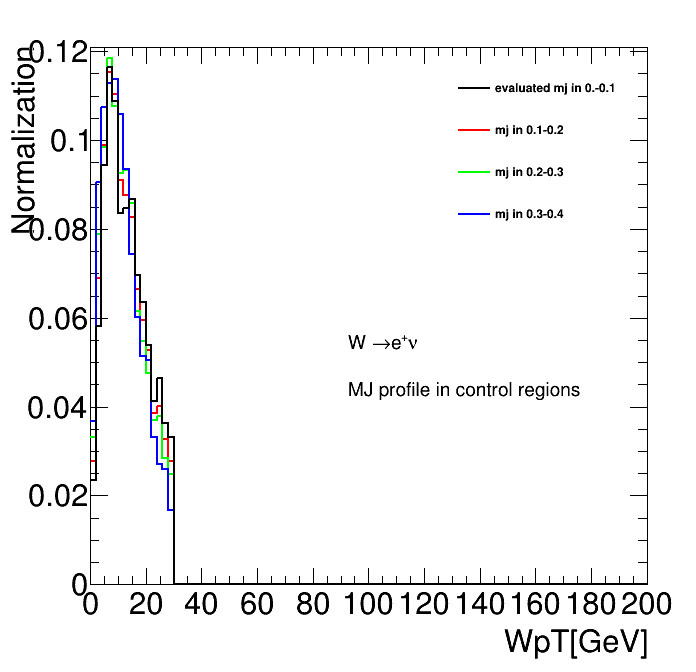 Normalization
0.12
0.1
0.08
0.06
0.04
0.02
0
evaluated mj in 0.-0.1
mj in 0.1-0.2
mj in 0.2-0.3
mj in 0.3-0.4
W →e⁺ν
MJ profile in control regions
0 20 40 60 80 100 120 140 160 180 200
WpT[GeV]